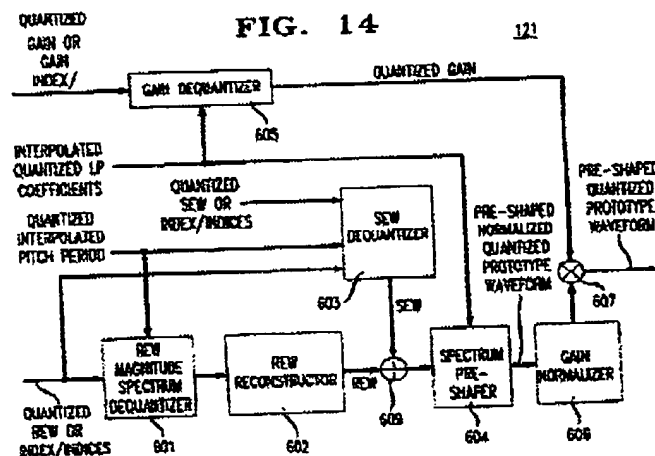 FIG. 14
121
QUANTIZED
GAIN OR
GAIN
INDEX/
GAIN DEQUANTIZER
605
QUANTIZED GAIN
INTERPOLATED
QUANTIZED LP
COEFFICIENTS
QUANTIZED
SEW OR
INDEX/INDICES
QUANTIZED
INTERPOLATED
PITCH PERIOD
SEW
DEQUANTIZER
603
SEW
PRE-SHAPED
NORMALIZED
QUANTIZED
PROTOTYPE
WAVEFORM
PRE-SHAPED
QUANTIZED
PROTOTYPE
WAVEFORM
607
REW
MAGNITUDE
SPECTRUM
DEQUANTIZER
601
REW
RECONSTRUCTOR
602
REW
609
SPECTRUM
PRE-
SHAPER
604
GAIN
NORMALIZER
606
QUANTIZED
REW OR
INDEX/INDICES